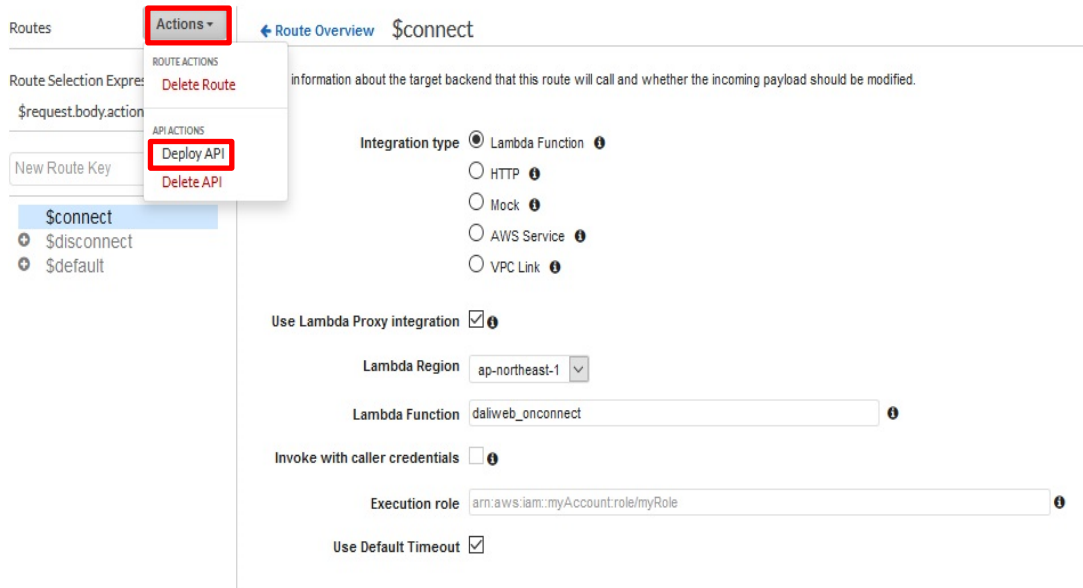 Routes
Actions
Route Overview $connect
ROUTE ACTIONS
Delete Route
Route Selection Expres
information about the target backend that this route will call and whether the incoming payload should be modified.
$request.body.action
API ACTIONS
Deploy API
Delete API
New Route Key
$connect
$disconnect
$default
Integration type Lambda Function
HTTP
Mock
AWS Service
VPC Link
Use Lambda Proxy integration
Lambda Region ap-northeast-1
Lambda Function daliweb_onconnect
Invoke with caller credentials
Execution role arn:aws:iam::myAccount:role/myRole
Use Default Timeout